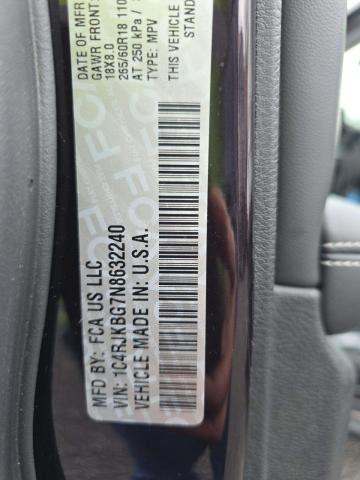 DATE OF MFR
GAWR FRONT:
18X8.0
265/60R18 110
AT 250 kPa /
TYPE: MPV
THIS VEHICLE
STAND
MFD BY: FCA US LLC
VIN: 1C4RJKBG7N8632240
VEHICLE MADE IN: U.S.A.